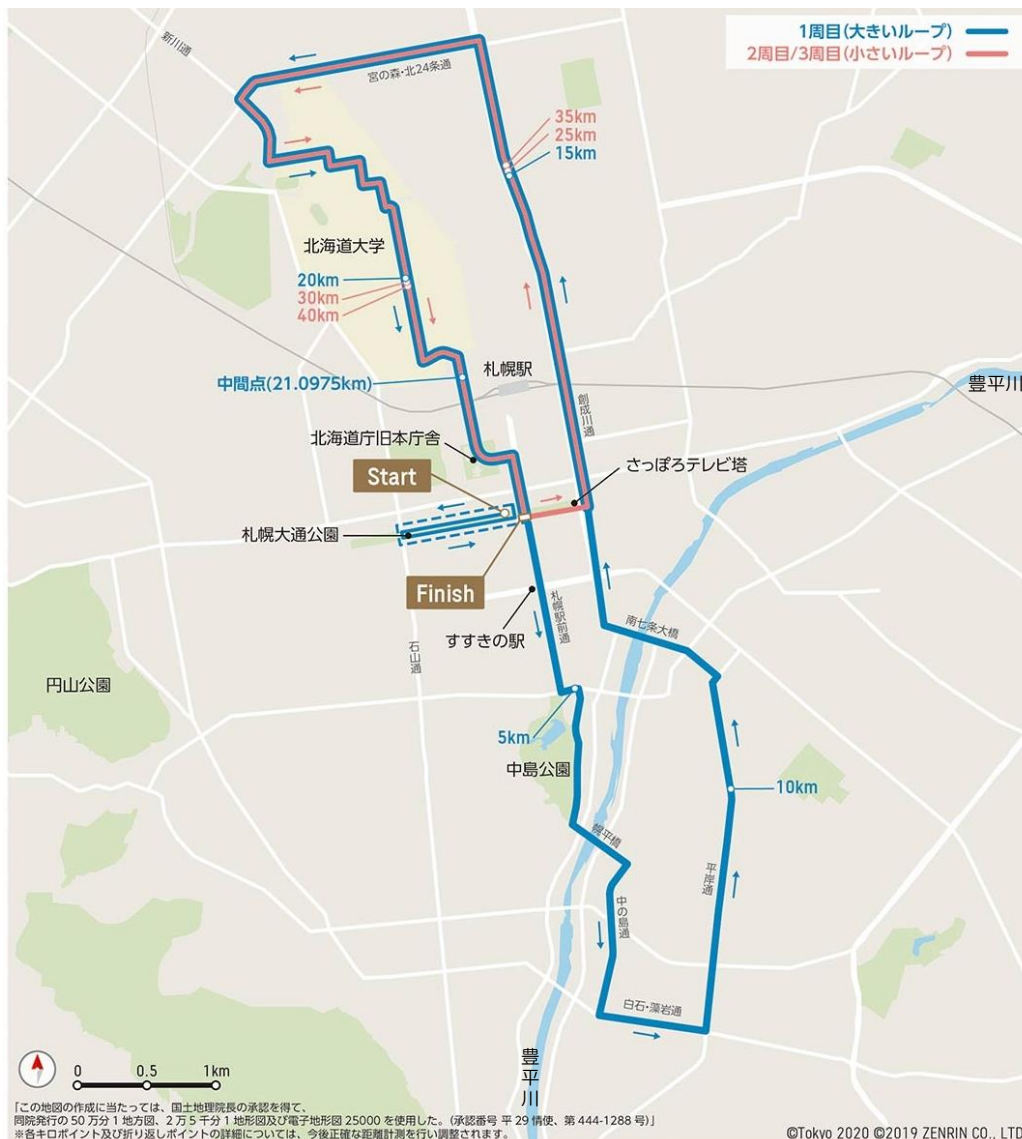 1周目(大きいループ)
2周目/3周目(小さいループ)
新川通
宮の森・北24条通
35km
25km
15km
北海道大学
20km
30km
40km
中間点(21.0975km)
札幌駅
豊平川
創成川通
北海道庁旧本庁舎
さっぽろテレビ塔
Start
札幌大通公園
Finish
札幌駅前通
すすきの駅
石山通
南七条大橋
円山公園
5km
中島公園
10km
幌平橋
平岸通
中の島通
白石・藻岩通
豊平川
0 0.5 1km
「この地図の作成に当たっては、国土地理院長の承認を得て、
同院発行の50万分1地方図、2万5千分1地形図及び電子地形図25000を使用した。(承認番号 平29情使、第444-1288号)」
※各キロポイント及び折り返しポイントの詳細については、今後正確な距離計測を行い調整されます。
©Tokyo 2020 ©2019 ZENRIN CO., LTD